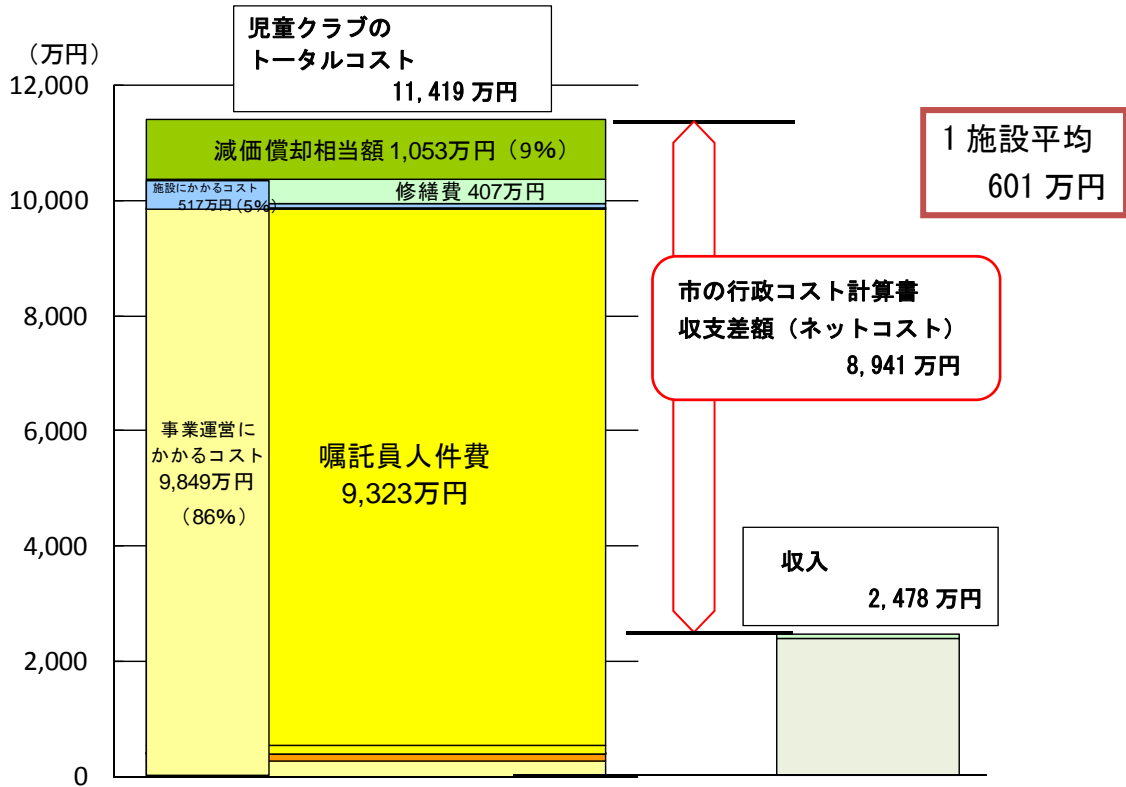 児童クラブの
トータルコスト
11,419 万円
（万円）
12,000
10,000
8,000
6,000
4,000
2,000
0
減価償却相当額 1,053万円（9%）
施設にかかるコスト
517万円(5%)
修繕費 407万円
事業運営に
かかるコスト
9,849万円
（86%）
嘱託員人件費
9,323万円
1 施設平均
601 万円
市の行政コスト計算書
収支差額（ネットコスト）
8,941 万円
収入
2,478 万円